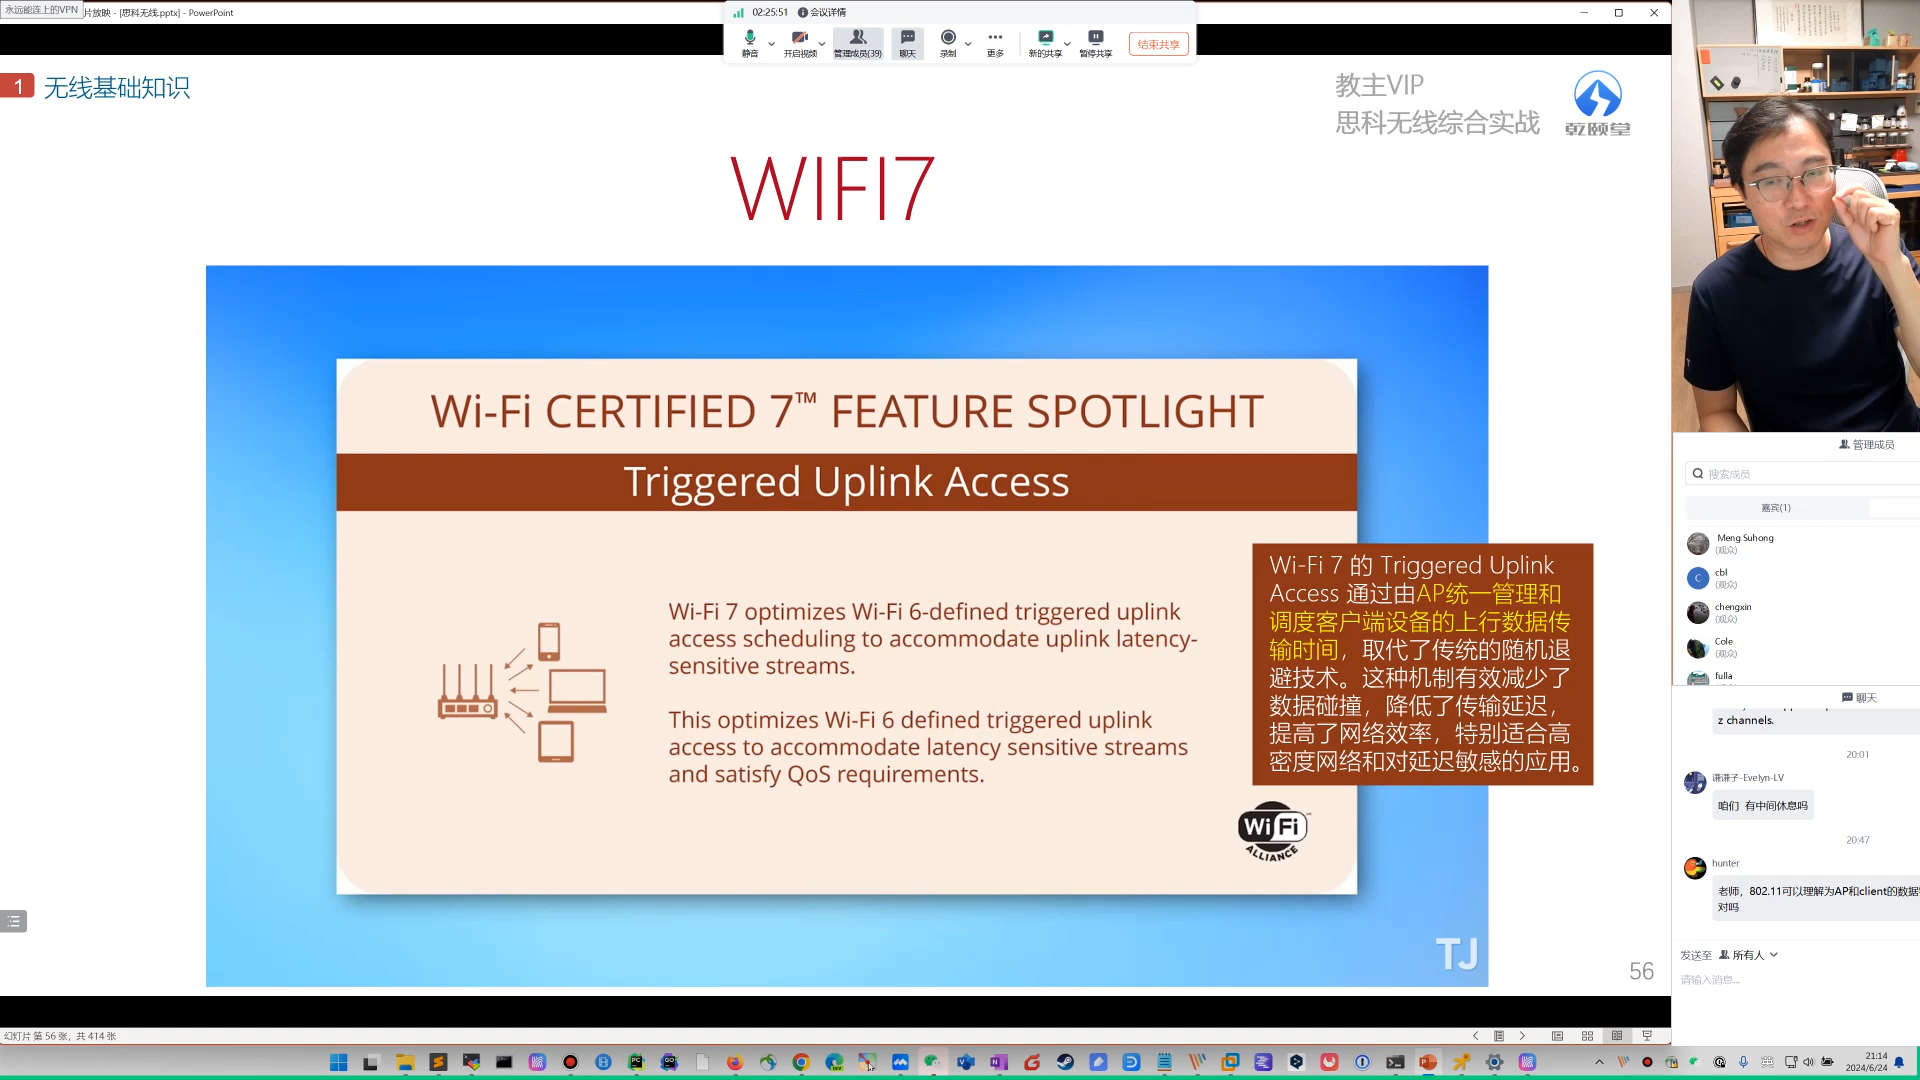 永远能连上的VPN
片放映 - [思科无线.pptx] - PowerPoint
02:25:51
会议详情
静音
开启视频
管理成员(39)
聊天
录制
更多
新的共享
暂停共享
结束共享
1
无线基础知识
教主VIP
思科无线综合实战
乾颐堂
WIFI7
Wi-Fi CERTIFIED 7™ FEATURE SPOTLIGHT
Triggered Uplink Access
Wi-Fi 7 optimizes Wi-Fi 6-defined triggered uplink
access scheduling to accommodate uplink latency-
sensitive streams.
This optimizes Wi-Fi 6 defined triggered uplink
access to accommodate latency sensitive streams
and satisfy QoS requirements.
Wi-Fi 7 的 Triggered Uplink
Access 通过由AP统一管理和
调度客户端设备的上行数据传
输时间，取代了传统的随机退
避技术。这种机制有效减少了
数据碰撞，降低了传输延迟，
提高了网络效率，特别适合高
密度网络和对延迟敏感的应用。
Wi Fi
ALLIANCE
TJ
56
管理成员
搜索成员
嘉宾(1)
Meng Suhong
(观众)
C
cbl
(观众)
chengxin
(观众)
Cole
(观众)
fulla
聊天
z channels.
20:01
谦谦子-Evelyn-LV
咱们 有中间休息吗
20:47
hunter
老师，802.11可以理解为AP和client的数据
对吗
发送至
所有人
请输入消息...
幻灯片 第 56 张，共 414 张
21:14
2024/6/24